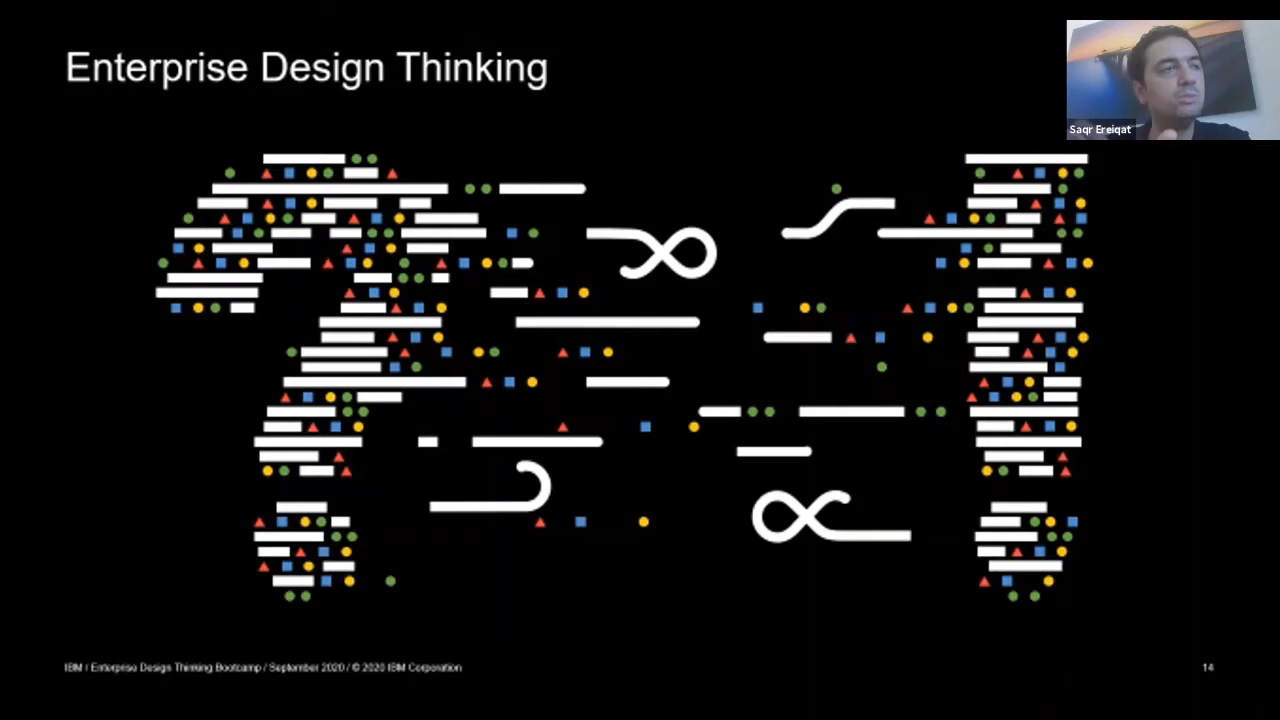 Enterprise Design Thinking
Saqr Ereiqat
IBM / Enterprise Design Thinking Bootcamp / September 2020 / © 2020 IBM Corporation
14